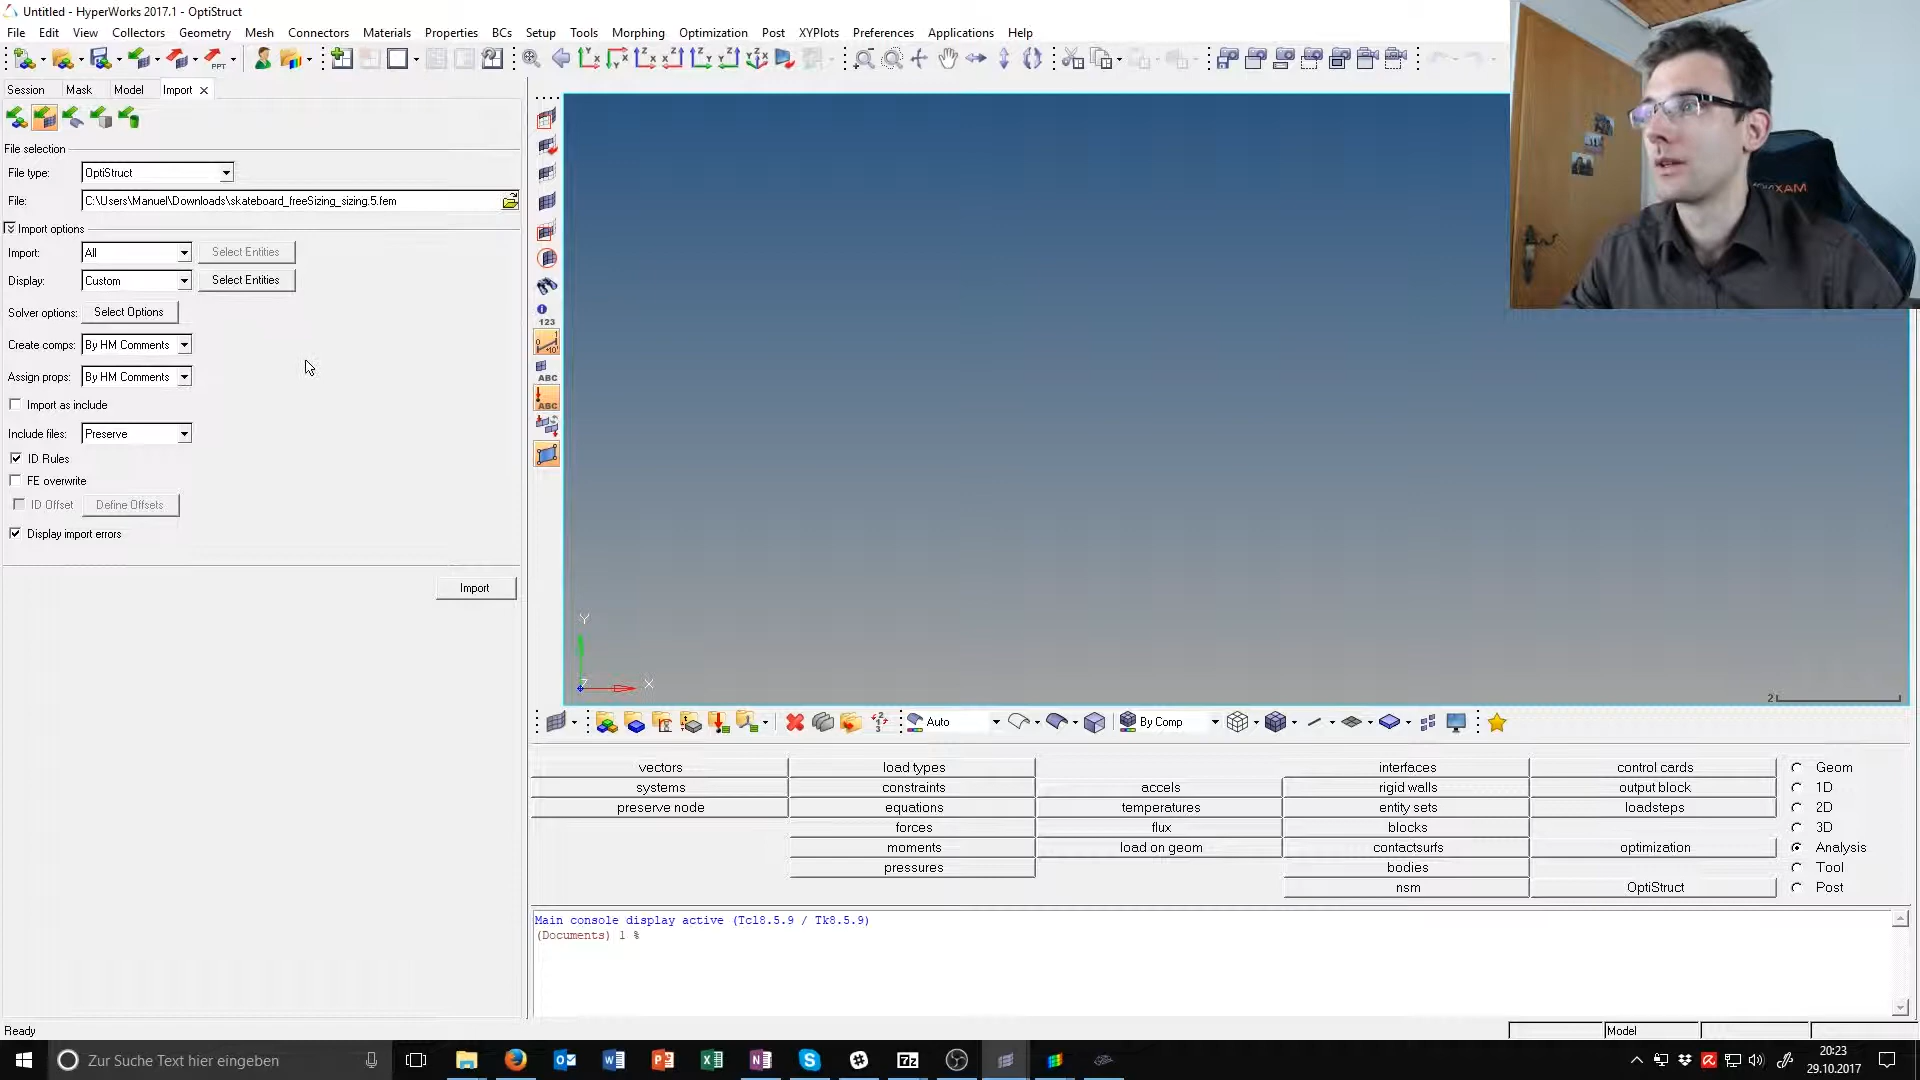 Untitled - HyperWorks 2017.1 - OptiStruct
File Edit View Collectors Geometry Mesh Connectors Materials Properties BCs Setup Tools Morphing Optimization Post XYPlots Preferences Applications Help
Session Mask Model Import
File selection
File type: OptiStruct
File: C:\Users\Manuel\Downloads\skateboard_freeSizing_sizing.5.fem
Import options
Import: All Select Entities
Display: Custom Select Entities
Solver options: Select Options
Create comps: By HM Comments
Assign props: By HM Comments
Import as include
Include files: Preserve
ID Rules
FE overwrite
ID Offset Define Offsets
Display import errors
Import
123
ABC
ABC
Y
Z
X
2
Auto
By Comp
vectors load types interfaces control cards Geom
systems constraints accels rigid walls output block 1D
preserve node equations temperatures entity sets loadsteps 2D
forces flux blocks 3D
moments load on geom contactsurfs optimization Analysis
pressures bodies Tool
nsm OptiStruct Post
Main console display active (Tcl8.5.9 / Tk8.5.9)
(Documents) 1 %
Ready
Model
Zur Suche Text hier eingeben
20:23
29.10.2017